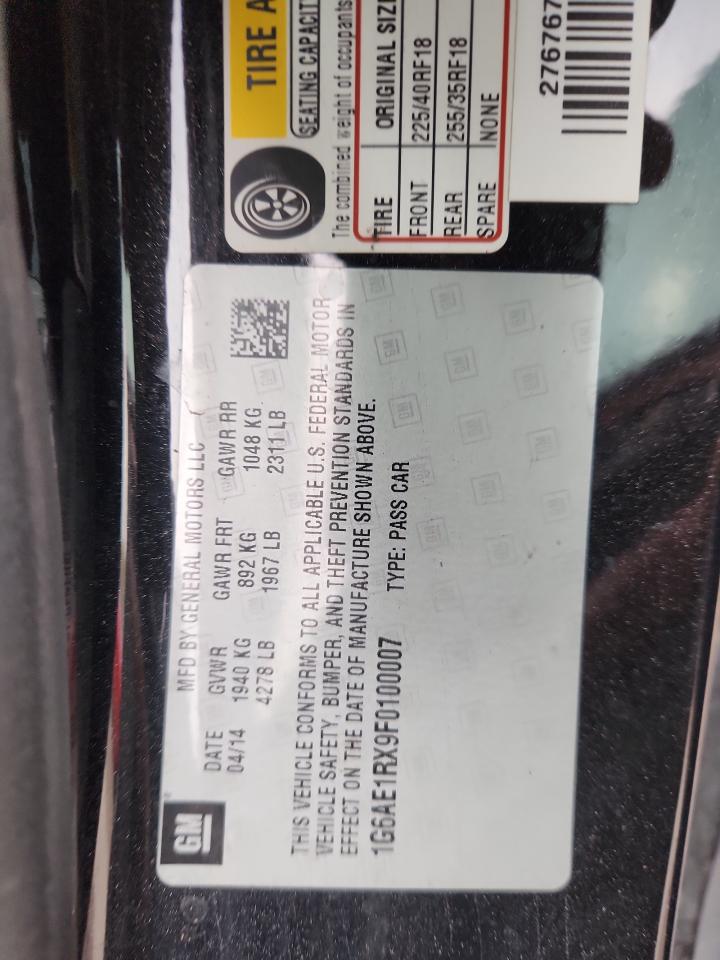 TIRE A
SEATING CAPACITY
The combined weight of occupants
TIRE ORIGINAL SIZE
FRONT 225/40RF18
REAR 255/35RF18
SPARE NONE
276767
GM
MFD BY GENERAL MOTORS LLC
DATE GVWR GAWR FRT GAWR RR
04/14 1940 KG 892 KG 1048 KG
4278 LB 1967 LB 2311 LB
THIS VEHICLE CONFORMS TO ALL APPLICABLE U.S. FEDERAL MOTOR
VEHICLE SAFETY, BUMPER, AND THEFT PREVENTION STANDARDS IN
EFFECT ON THE DATE OF MANUFACTURE SHOWN ABOVE.
1G6AE1RX9F0100007 TYPE: PASS CAR